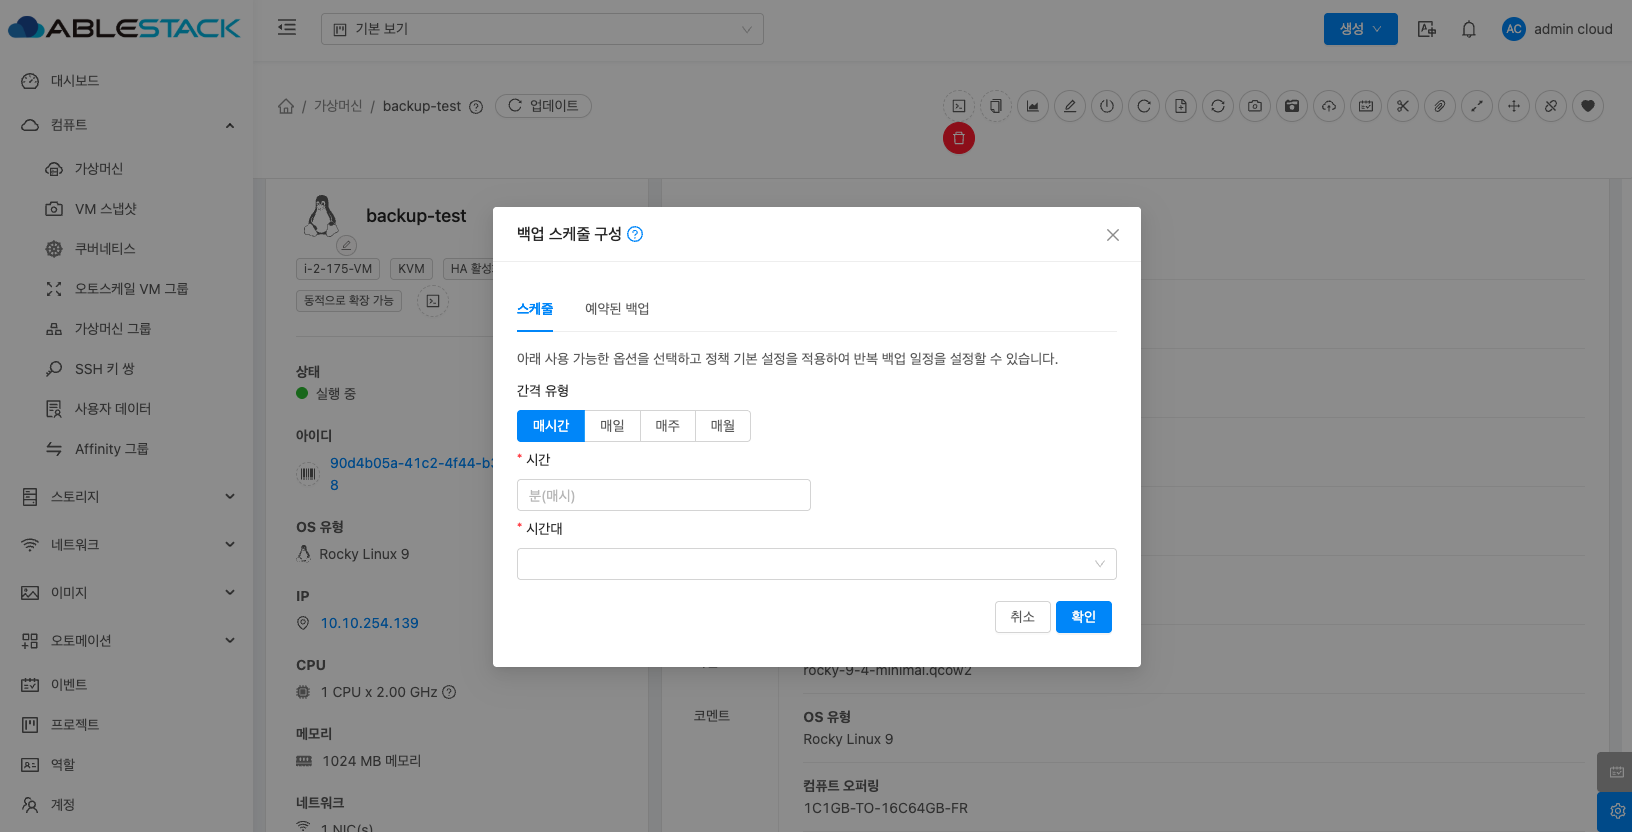 ABLESTACK
기본 보기
생성
AC
admin cloud
대시보드
컴퓨트
가상머신
VM 스냅샷
쿠버네티스
오토스케일 VM 그룹
가상머신 그룹
SSH 키 쌍
사용자 데이터
Affinity 그룹
스토리지
네트워크
이미지
오토메이션
이벤트
프로젝트
역할
계정
/ 가상머신 / backup-test
업데이트
backup-test
i-2-175-VM
KVM
HA 활성
동적으로 확장 가능
상태
실행 중
아이디
90d4b05a-41c2-4f44-b
8
OS 유형
Rocky Linux 9
IP
10.10.254.139
CPU
1 CPU x 2.00 GHz
메모리
1024 MB 메모리
네트워크
1 NIC(s)
백업 스케줄 구성
스케줄
예약된 백업
아래 사용 가능한 옵션을 선택하고 정책 기본 설정을 적용하여 반복 백업 일정을 설정할 수 있습니다.
간격 유형
매시간
매일
매주
매월
* 시간
분(매시)
* 시간대
취소
확인
rocky-9-4-minimal.qcow2
코멘트
OS 유형
Rocky Linux 9
컴퓨트 오퍼링
1C1GB-TO-16C64GB-FR